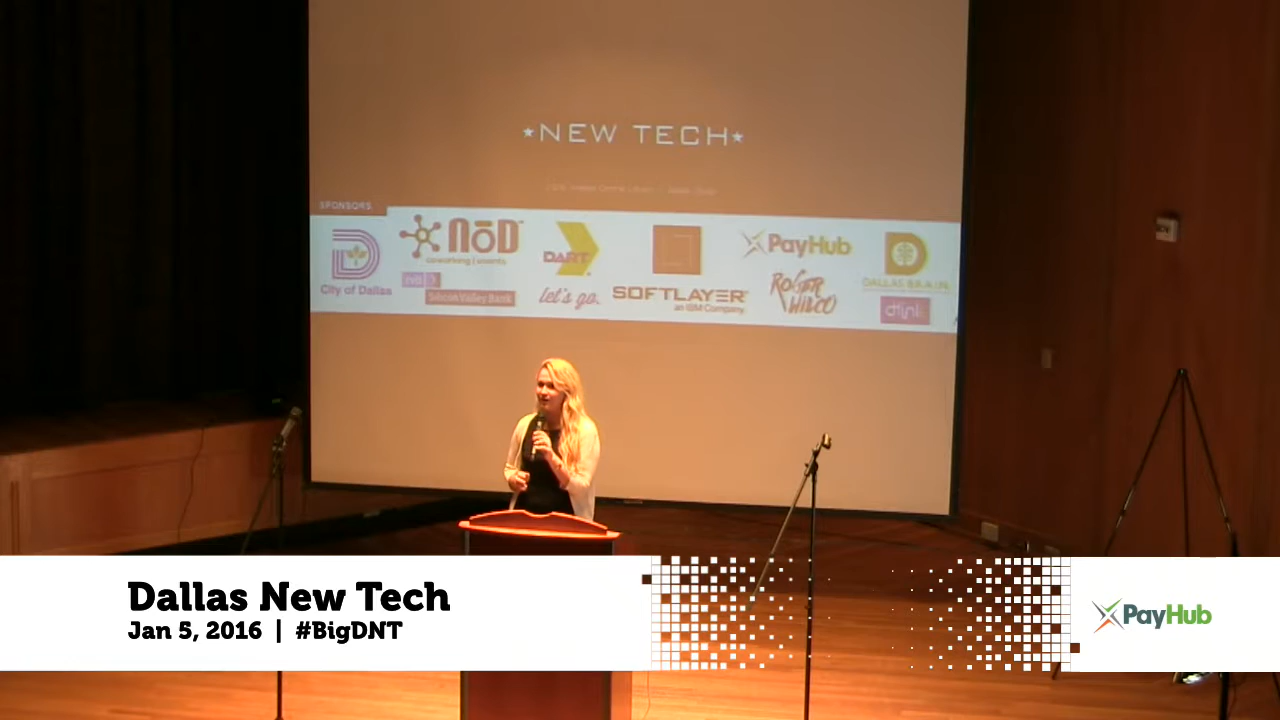 ★NEW TECH★
SPONSORS
City of Dallas
NōD™
coworking | events
Silicon Valley Bank
DART
let's go.
SOFTLAYER®
an IBM Company
PayHub
ROGER
WILCO
DALLAS BRAIN
Dallas New Tech
Jan 5, 2016 | #BigDNT
PayHub